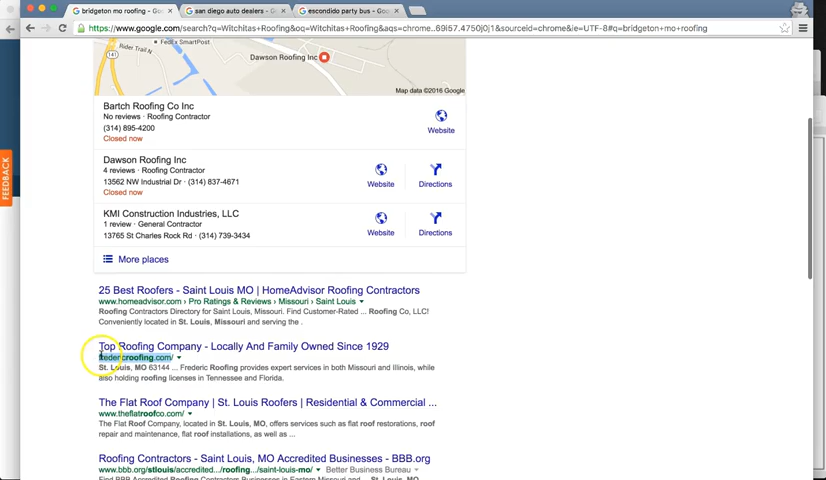 bridgeton mo roofing - G
san diego auto dealers - G
escondido party bus - Goo
https://www.google.com/search?q=Witchitas+Roofing&oq=Witchitas+Roofing&aqs=chrome..69i57.4750j0j1&sourceid=chrome&ie=UTF-8#q=bridgeton+mo+roofing
FedEx SmartPost
Rider Trail N
141
Dawson Roofing Inc
Map data ©2016 Google
Bartch Roofing Co Inc
No reviews · Roofing Contractor
(314) 895-4200
Closed now
Website
Dawson Roofing Inc
4 reviews · Roofing Contractor
13562 NW Industrial Dr · (314) 837-4671
Closed now
Website
Directions
KMI Construction Industries, LLC
1 review · General Contractor
13765 St Charles Rock Rd · (314) 739-3434
Website
Directions
More places
25 Best Roofers - Saint Louis MO | HomeAdvisor Roofing Contractors
www.homeadvisor.com › Pro Ratings & Reviews › Missouri › Saint Louis
Roofing Contractors Directory for Saint Louis Missouri. Find Customer-Rated ... Roofing Co, LLC!
Conveniently located in St. Louis, Missouri and serving the .
Top Roofing Company - Locally And Family Owned Since 1929
fredericroofing.com/
St. Louis, MO 63144 ... Frederic Roofing provides expert services in both Missouri and Illinois, while
also holding roofing licenses in Tennessee and Florida.
The Flat Roof Company | St. Louis Roofers | Residential & Commercial ...
www.theflatroofco.com/
The Flat Roof Company, located in St. Louis, MO, offers services such as flat roof restorations, roof
repair and maintenance, flat roof installations, as well as ...
Roofing Contractors - Saint Louis, MO Accredited Businesses - BBB.org
www.bbb.org/stlouis/accredited.../roofing.../saint-louis-mo/
Better Business Bureau
Find BBB Accredited Roofing Contractors Businesses in Eastern Missouri and
FEEDBACK